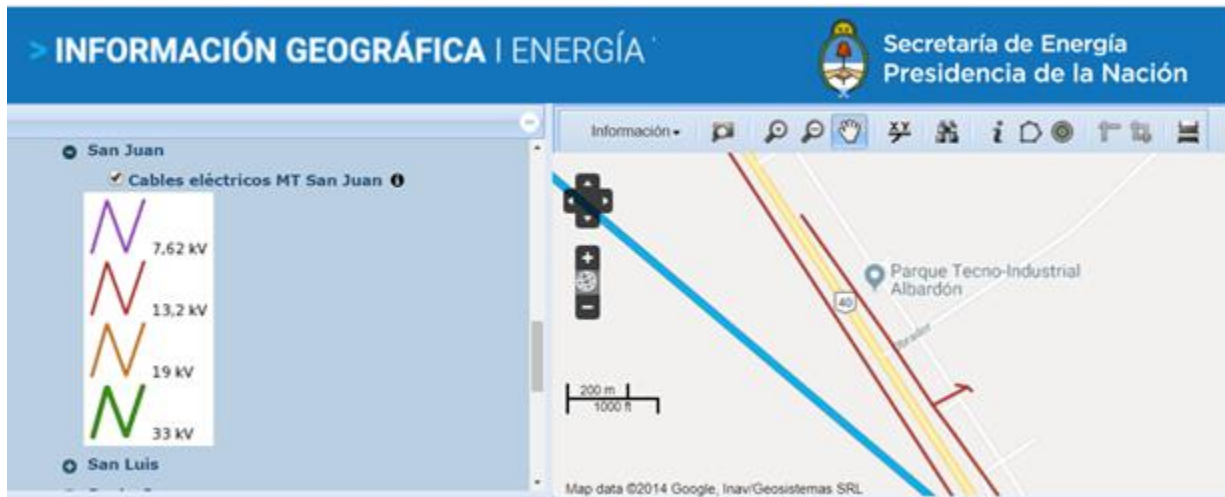 > INFORMACIÓN GEOGRÁFICA | ENERGÍA
Secretaría de Energía
Presidencia de la Nación
Información
San Juan
Cables eléctricos MT San Juan
7,62 kV
13,2 kV
19 kV
33 kV
San Luis
X Y
Parque Tecno-Industrial
Albardón
40
200 m
1000 ft
Map data ©2014 Google, Inav/Geosistemas SRL